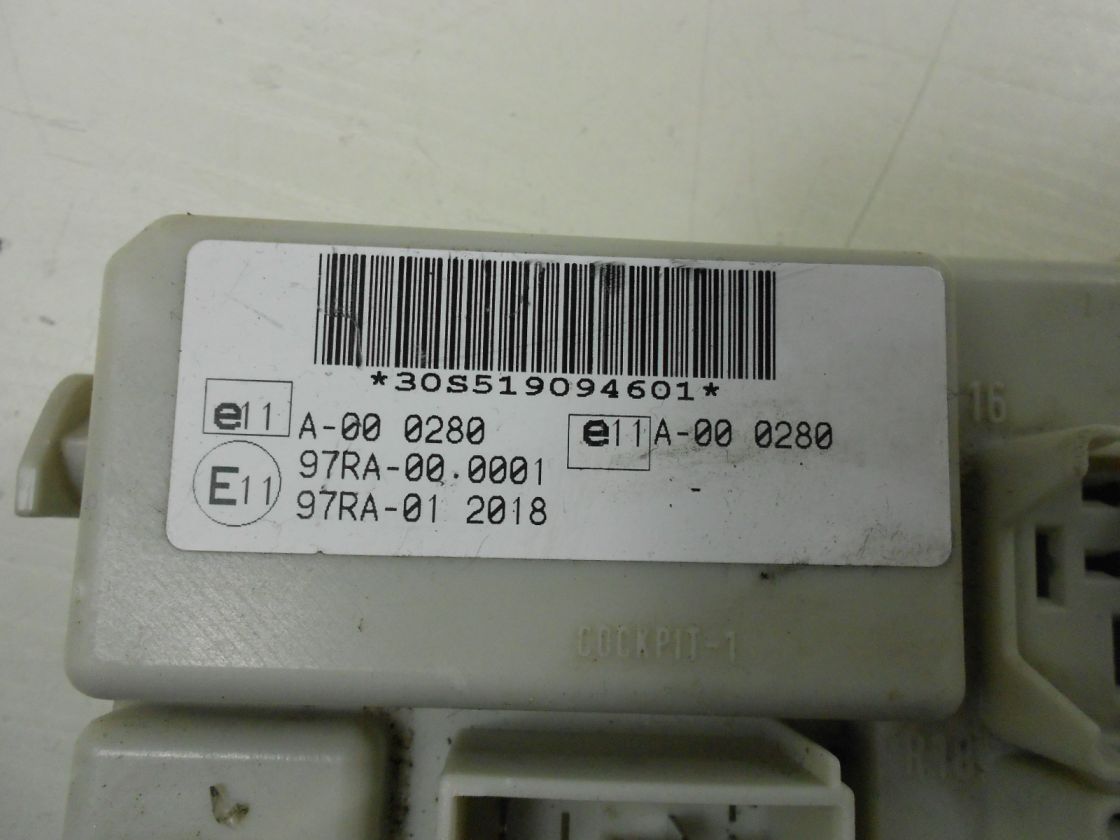 *30S519094601*
e11 A-00 0280 e11 A-00 0280
E11 97RA-00.0001
97RA-01 2018
16
COCKPIT-1